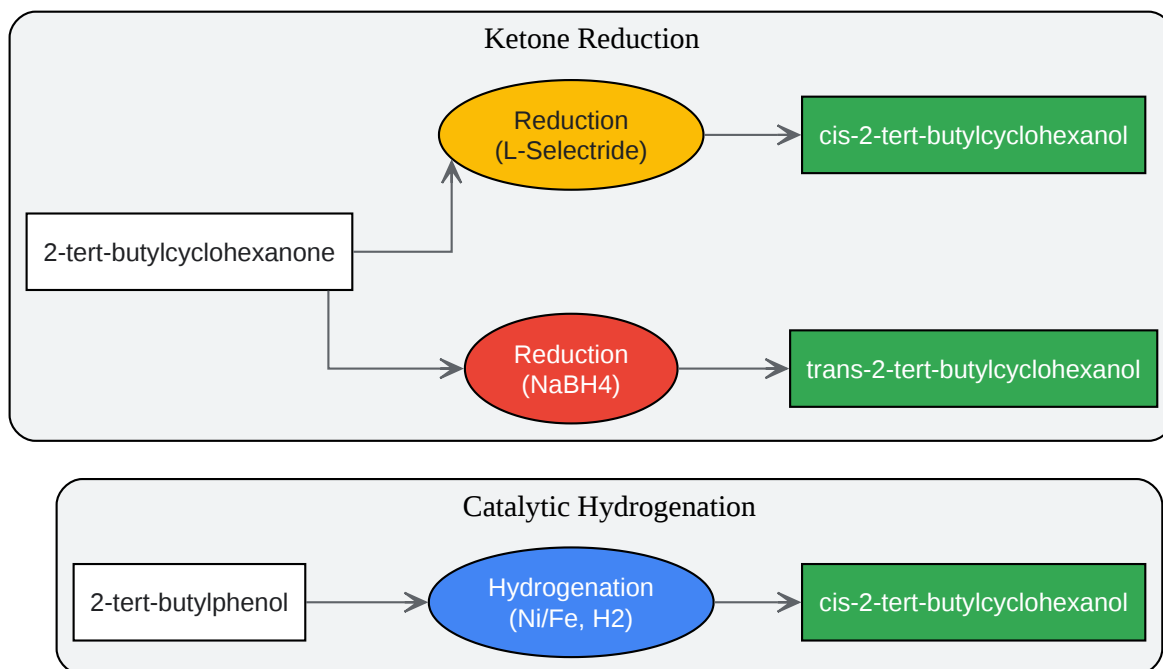 Ketone Reduction
Reduction
(L-Selectride)
cis-2-tert-butylcyclohexanol
2-tert-butylcyclohexanone
Reduction
(NaBH4)
trans-2-tert-butylcyclohexanol
Catalytic Hydrogenation
2-tert-butylphenol
Hydrogenation
(Ni/Fe, H2)
cis-2-tert-butylcyclohexanol